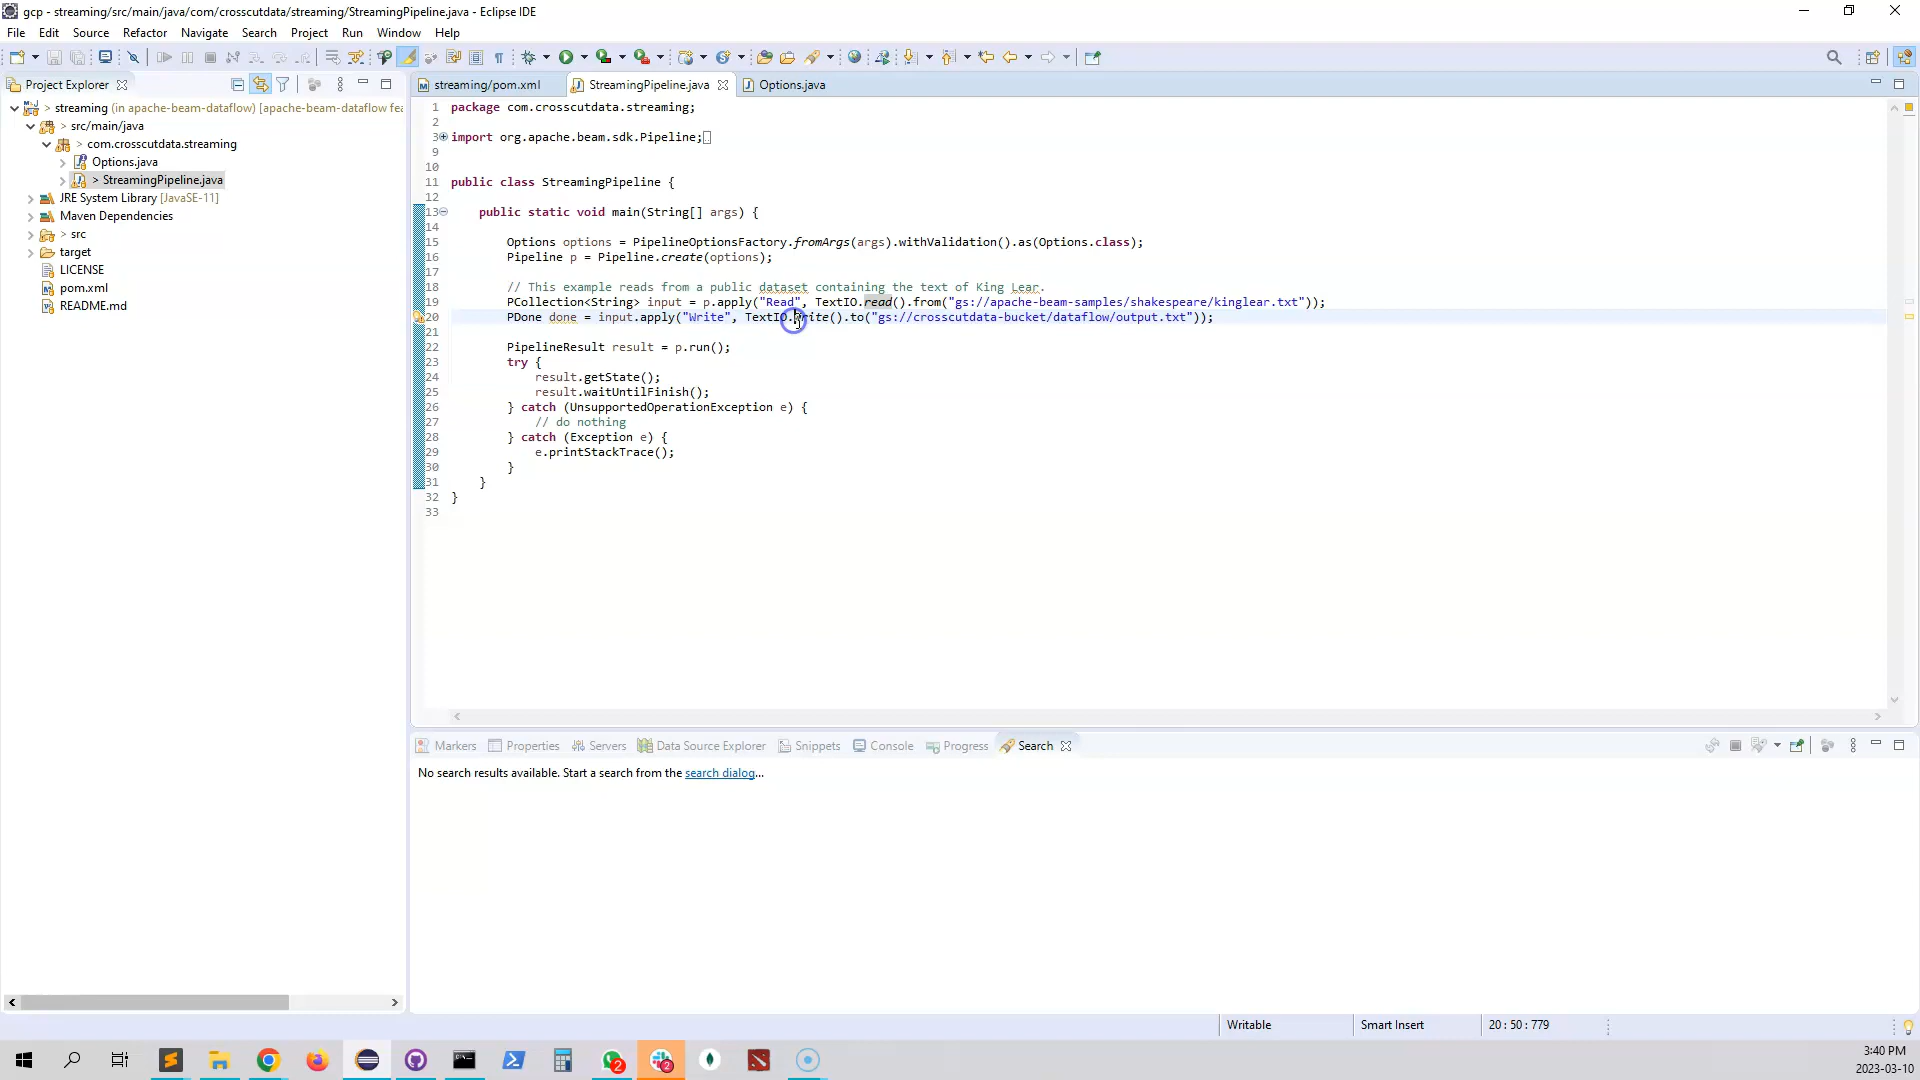 gcp - streaming/src/main/java/com/crosscutdata/streaming/StreamingPipeline.java - Eclipse IDE
File Edit Source Refactor Navigate Search Project Run Window Help
Project Explorer
streaming/pom.xml StreamingPipeline.java Options.java
> streaming (in apache-beam-dataflow) [apache-beam-dataflow fea
> src/main/java
> com.crosscutdata.streaming
Options.java
> StreamingPipeline.java
JRE System Library [JavaSE-11]
Maven Dependencies
> src
target
LICENSE
pom.xml
README.md
1 package com.crosscutdata.streaming;
2
3 import org.apache.beam.sdk.Pipeline;
9
10
11 public class StreamingPipeline {
12
13 public static void main(String[] args) {
14
15 Options options = PipelineOptionsFactory.fromArgs(args).withValidation().as(Options.class);
16 Pipeline p = Pipeline.create(options);
17
18 // This example reads from a public dataset containing the text of King Lear.
19 PCollection<String> input = p.apply("Read", TextIO.read().from("gs://apache-beam-samples/shakespeare/kinglear.txt"));
20 PDone done = input.apply("Write", TextIO.write().to("gs://crosscutdata-bucket/dataflow/output.txt"));
21
22 PipelineResult result = p.run();
23 try {
24 result.getState();
25 result.waitUntilFinish();
26 } catch (UnsupportedOperationException e) {
27 // do nothing
28 } catch (Exception e) {
29 e.printStackTrace();
30 }
31 }
32 }
33
Markers Properties Servers Data Source Explorer Snippets Console Progress Search
No search results available. Start a search from the search dialog...
Writable Smart Insert 20 : 50 : 779
2 2
3:40 PM
2023-03-10